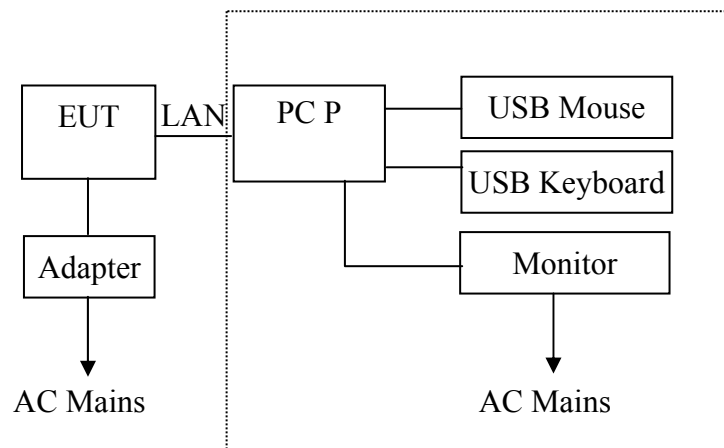 EUT
LAN
PC P
USB Mouse
USB Keyboard
Adapter
Monitor
AC Mains
AC Mains